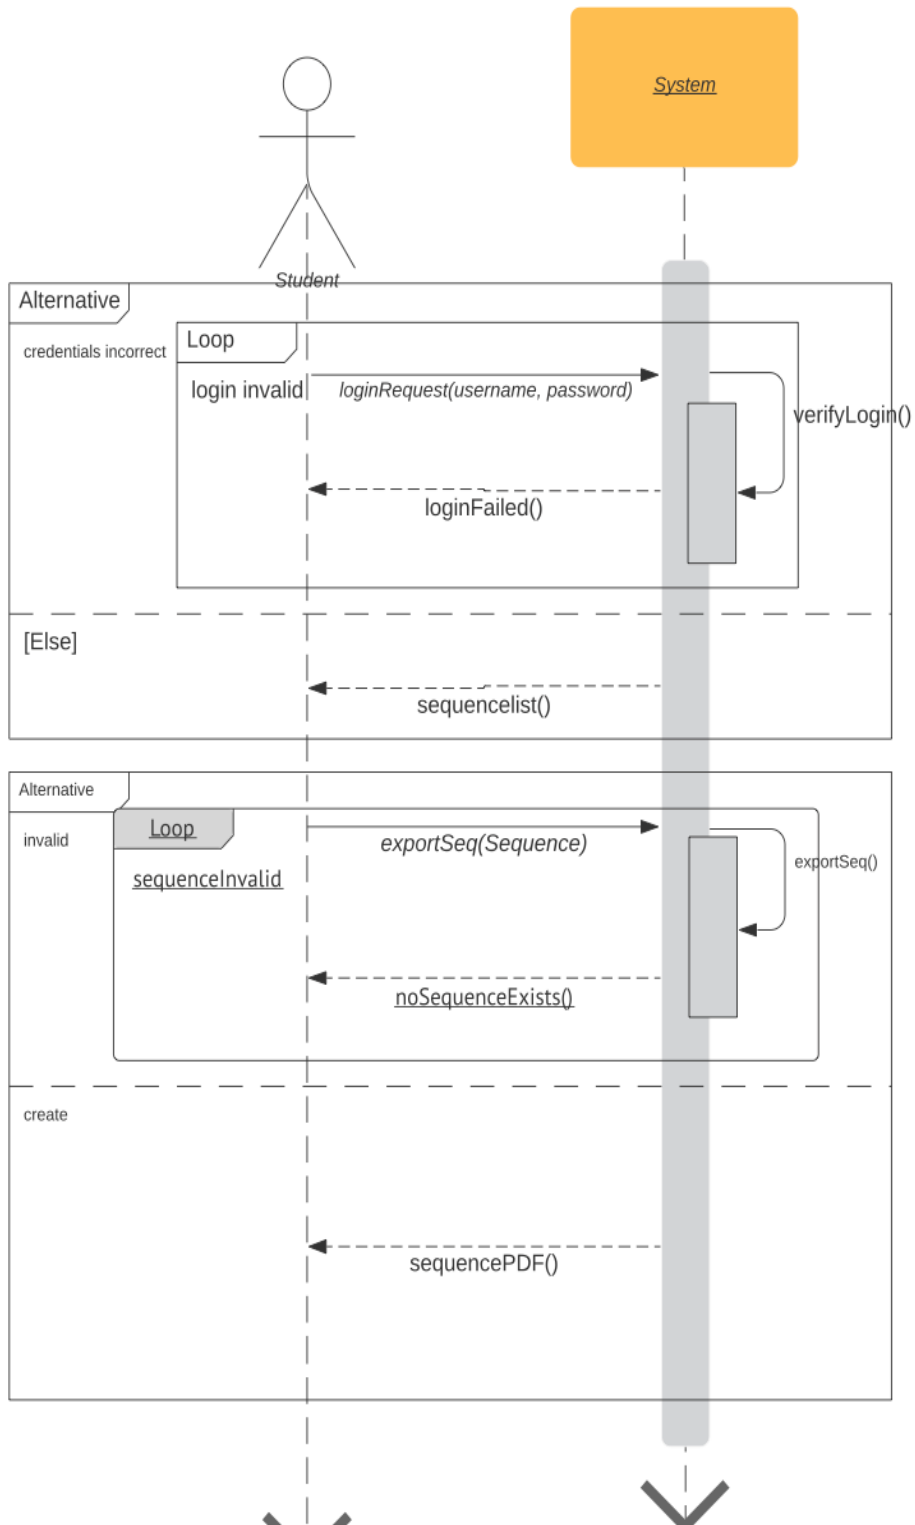 System
Student
Alternative
credentials incorrect
Loop
login invalid
loginRequest(username, password)
verifyLogin()
loginFailed()
[Else]
sequencelist()
Alternative
invalid
Loop
exportSeq(Sequence)
exportSeq()
sequenceInvalid
noSequenceExists()
create
sequencePDF()